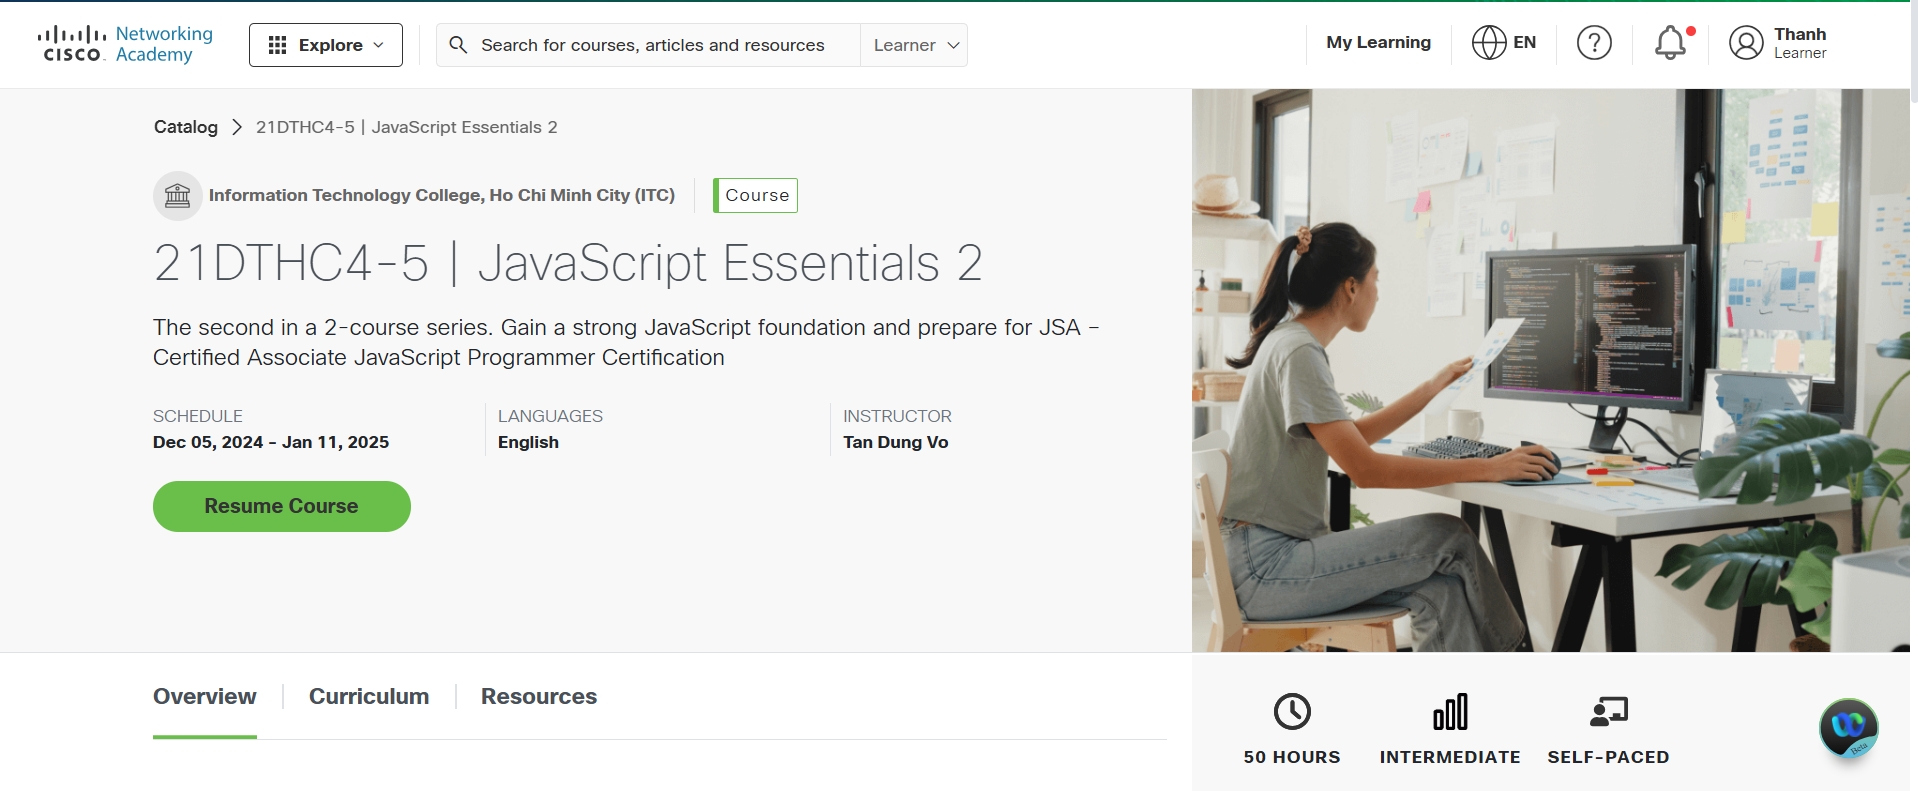 Networking
Academy
CISCO
Explore
Search for courses, articles and resources
Learner
My Learning
EN
?
Thanh
Learner
Catalog > 21DTHC4-5 | JavaScript Essentials 2
Information Technology College, Ho Chi Minh City (ITC)
Course
21DTHC4-5 | JavaScript Essentials 2
The second in a 2-course series. Gain a strong JavaScript foundation and prepare for JSA –
Certified Associate JavaScript Programmer Certification
SCHEDULE
Dec 05, 2024 - Jan 11, 2025
LANGUAGES
English
INSTRUCTOR
Tan Dung Vo
Resume Course
Overview
Curriculum
Resources
50 HOURS
INTERMEDIATE
SELF-PACED
Beta